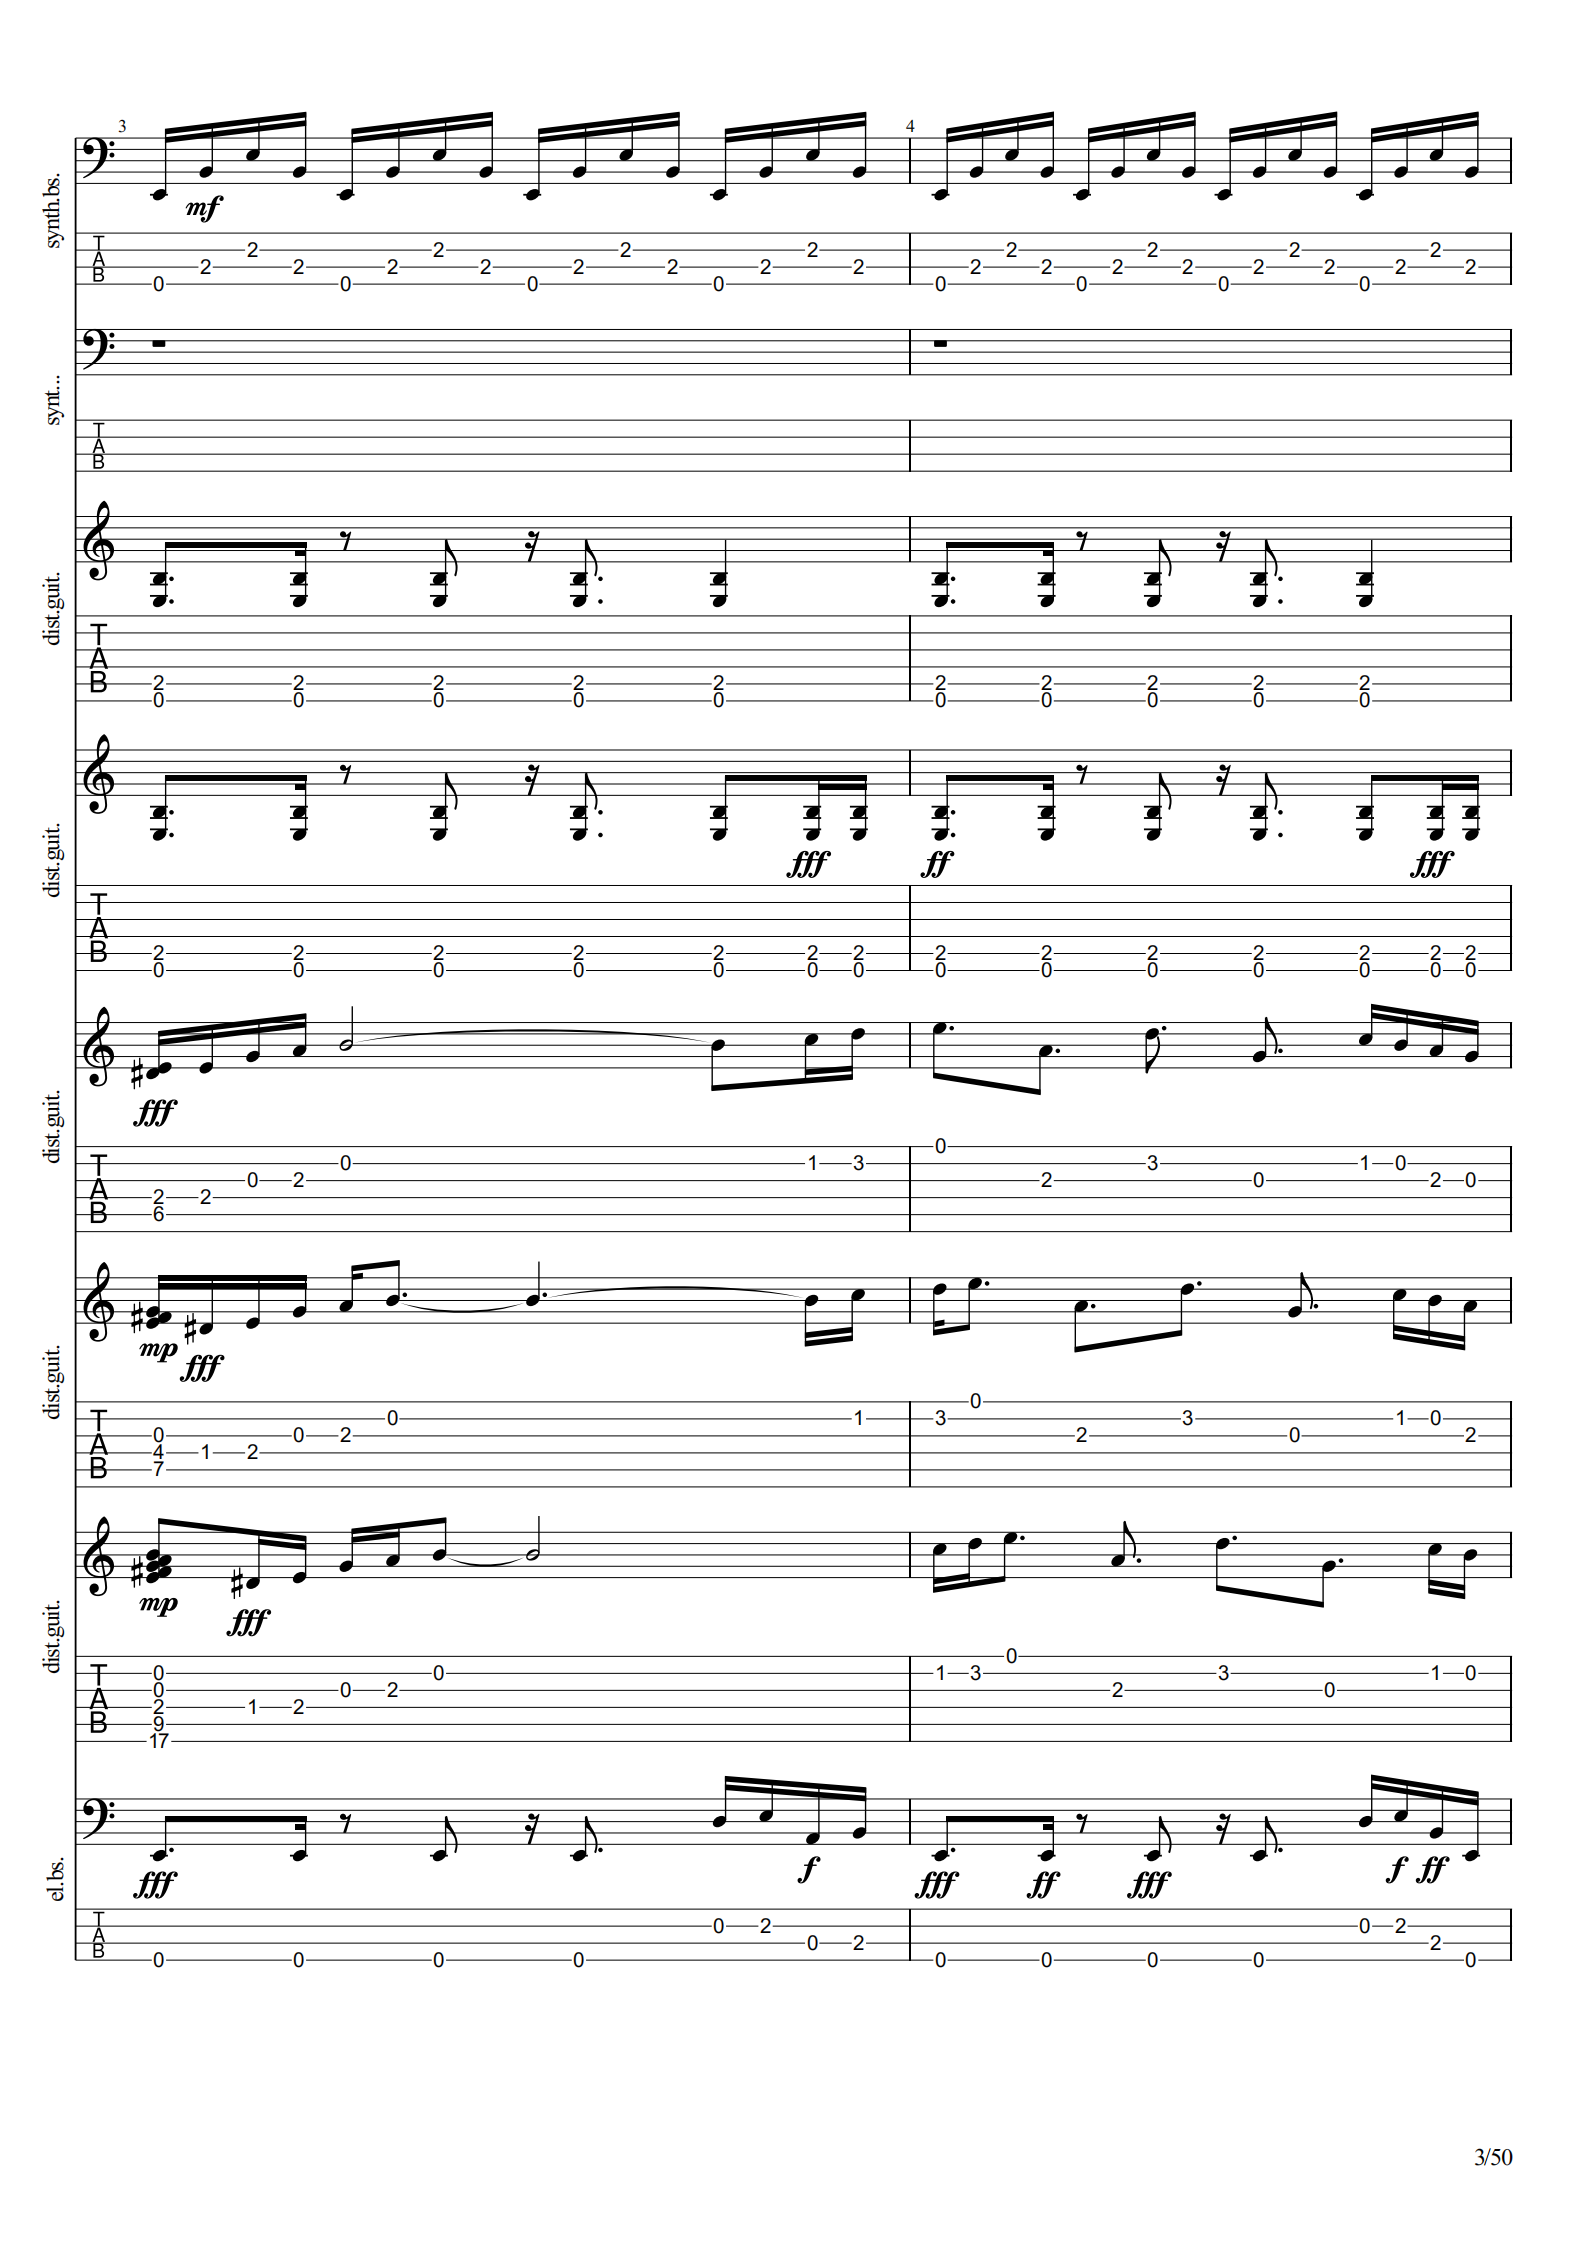 3 4
synth.bs.
mf
T
A
B
2 2 2 2 2 2 2 2
2 2 2 2 2 2 2 2 2 2 2 2 2 2 2 2
0 0 0 0 0 0 0 0
synt...
T
A
B
dist.guit.
T
A
B
2 2 2 2 2 2 2 2 2 2
0 0 0 0 0 0 0 0 0 0
dist.guit.
fff ff fff
T
A
B
2 2 2 2 2 2 2 2 2 2 2 2 2 2
0 0 0 0 0 0 0 0 0 0 0 0 0 0
dist.guit.
fff
T
A
B
0
0 1 3 3 1 0
0 2 2 0 2 0
2 2
6
dist.guit.
mp fff
T
A
B
0
0 1 3 3 1 0
0 0 2 2 0 2
4 1 2
7
dist.guit.
mp fff
T
A
B
0
0 0 1 3 3 1 0
0 0 2 2 0
2 1 2
9
17
el.bs.
fff f fff ff fff f ff
T
A
B
0 2 0 2
0 2 2
0 0 0 0 0 0 0 0 0
3/50